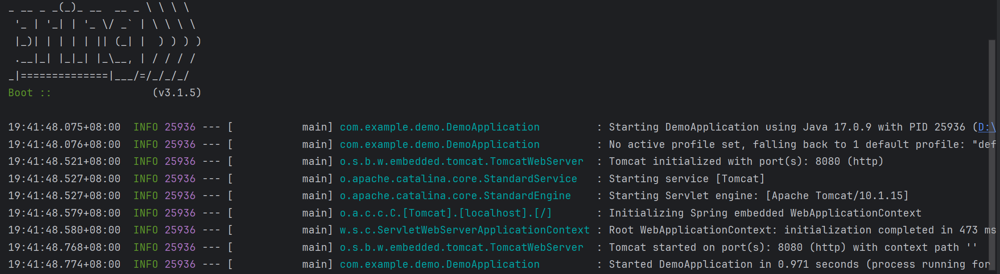 _ __ _ _(_)_ __  __ _ \ \ \ \
 '_ | '_| | '_ \/ _` | \ \ \ \
 |_)| | | | | || (_| |  ) ) ) )
 .__|_| |_|_| |_\__, | / / / /
_|==============|___/=/_/_/_/
Boot ::                (v3.1.5)
19:41:48.075+08:00  INFO 25936 --- [           main] com.example.demo.DemoApplication         : Starting DemoApplication using Java 17.0.9 with PID 25936 (D:\
19:41:48.076+08:00  INFO 25936 --- [           main] com.example.demo.DemoApplication         : No active profile set, falling back to 1 default profile: "def
19:41:48.521+08:00  INFO 25936 --- [           main] o.s.b.w.embedded.tomcat.TomcatWebServer  : Tomcat initialized with port(s): 8080 (http)
19:41:48.527+08:00  INFO 25936 --- [           main] o.apache.catalina.core.StandardService   : Starting service [Tomcat]
19:41:48.527+08:00  INFO 25936 --- [           main] o.apache.catalina.core.StandardEngine    : Starting Servlet engine: [Apache Tomcat/10.1.15]
19:41:48.579+08:00  INFO 25936 --- [           main] o.a.c.c.C.[Tomcat].[localhost].[/]       : Initializing Spring embedded WebApplicationContext
19:41:48.580+08:00  INFO 25936 --- [           main] w.s.c.ServletWebServerApplicationContext : Root WebApplicationContext: initialization completed in 473 ms
19:41:48.768+08:00  INFO 25936 --- [           main] o.s.b.w.embedded.tomcat.TomcatWebServer  : Tomcat started on port(s): 8080 (http) with context path ''
19:41:48.774+08:00  INFO 25936 --- [           main] com.example.demo.DemoApplication         : Started DemoApplication in 0.971 seconds (process running for